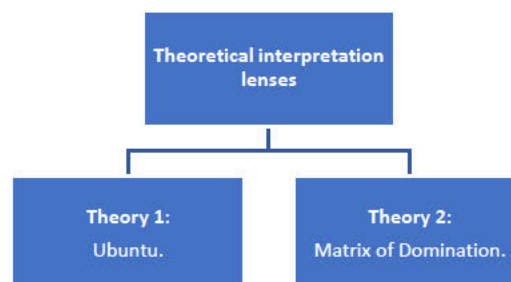 Theoretical interpretation
lenses
Theory 1:
Ubuntu.
Theory 2:
Matrix of Domination.